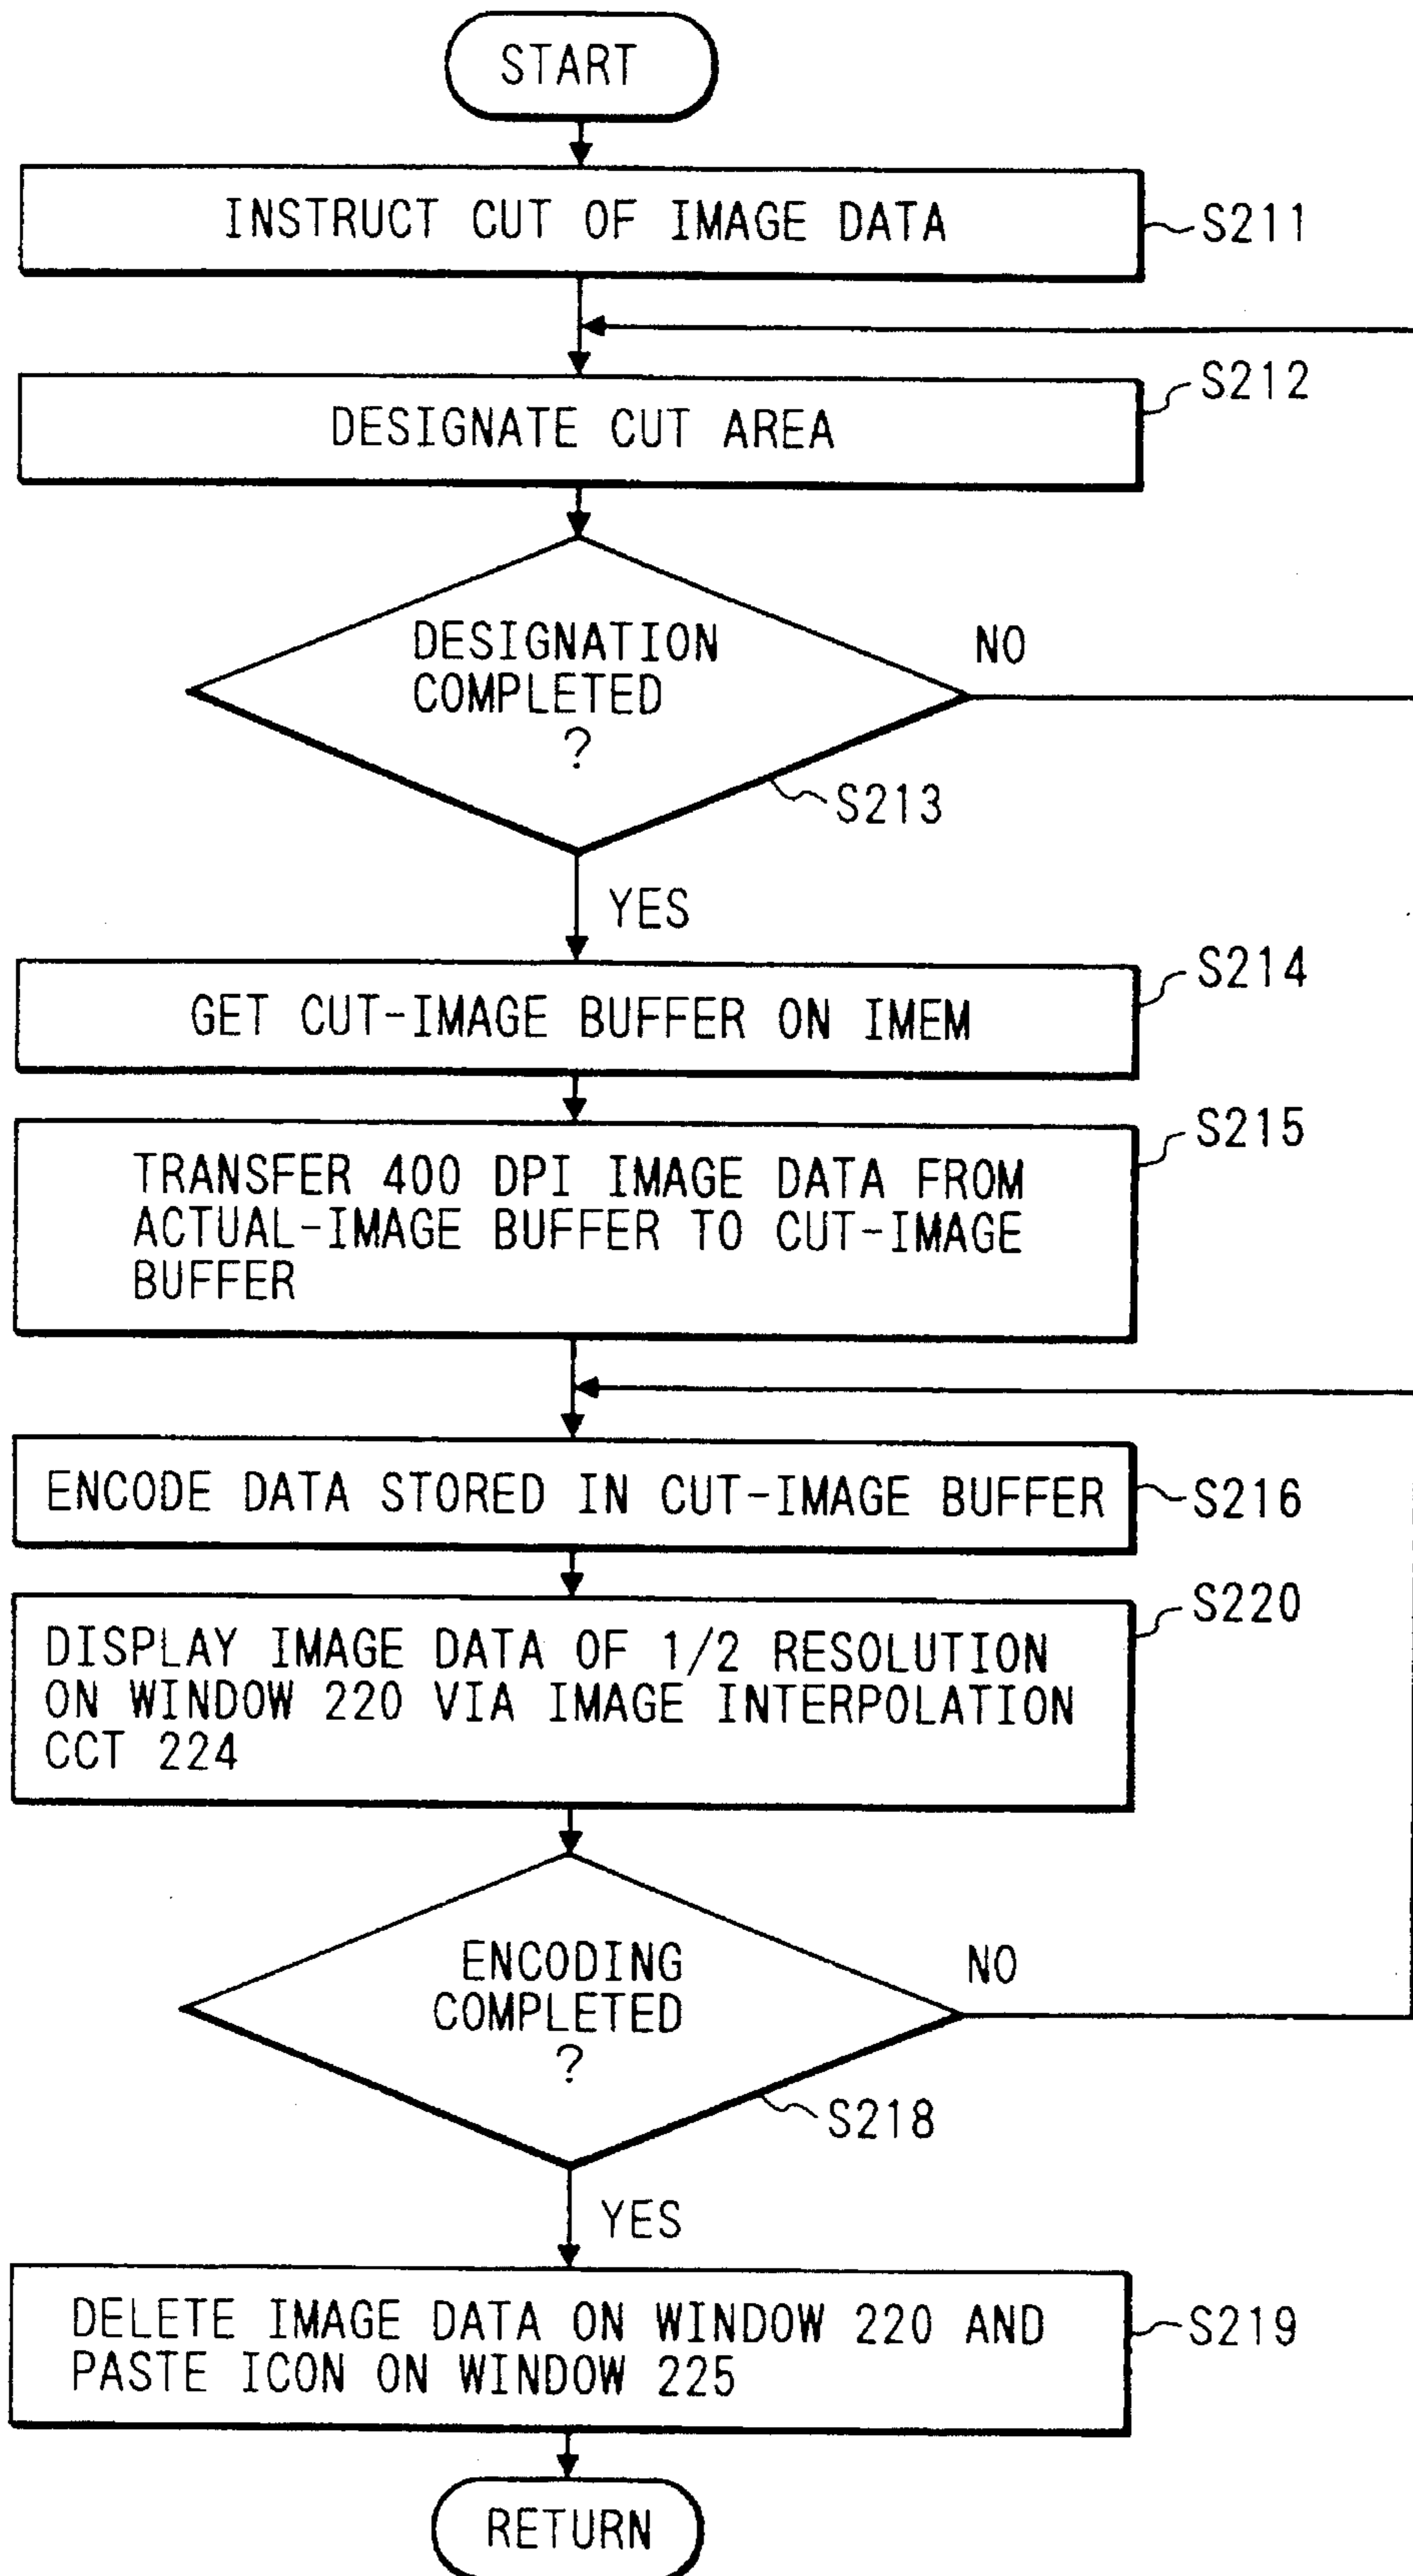 START
INSTRUCT CUT OF IMAGE DATA
S211
S212
DESIGNATE CUT AREA
DESIGNATION
COMPLETED
?
NO
S213
YES
S214
GET CUT-IMAGE BUFFER ON IMEM
S215
TRANSFER 400 DPI IMAGE DATA FROM
ACTUAL-IMAGE BUFFER TO CUT-IMAGE
BUFFER
ENCODE DATA STORED IN CUT-IMAGE BUFFER
S216
S220
DISPLAY IMAGE DATA OF 1/2 RESOLUTION
ON WINDOW 220 VIA IMAGE INTERPOLATION
CCT 224
ENCODING
COMPLETED
?
NO
S218
YES
DELETE IMAGE DATA ON WINDOW 220 AND
PASTE ICON ON WINDOW 225
S219
RETURN